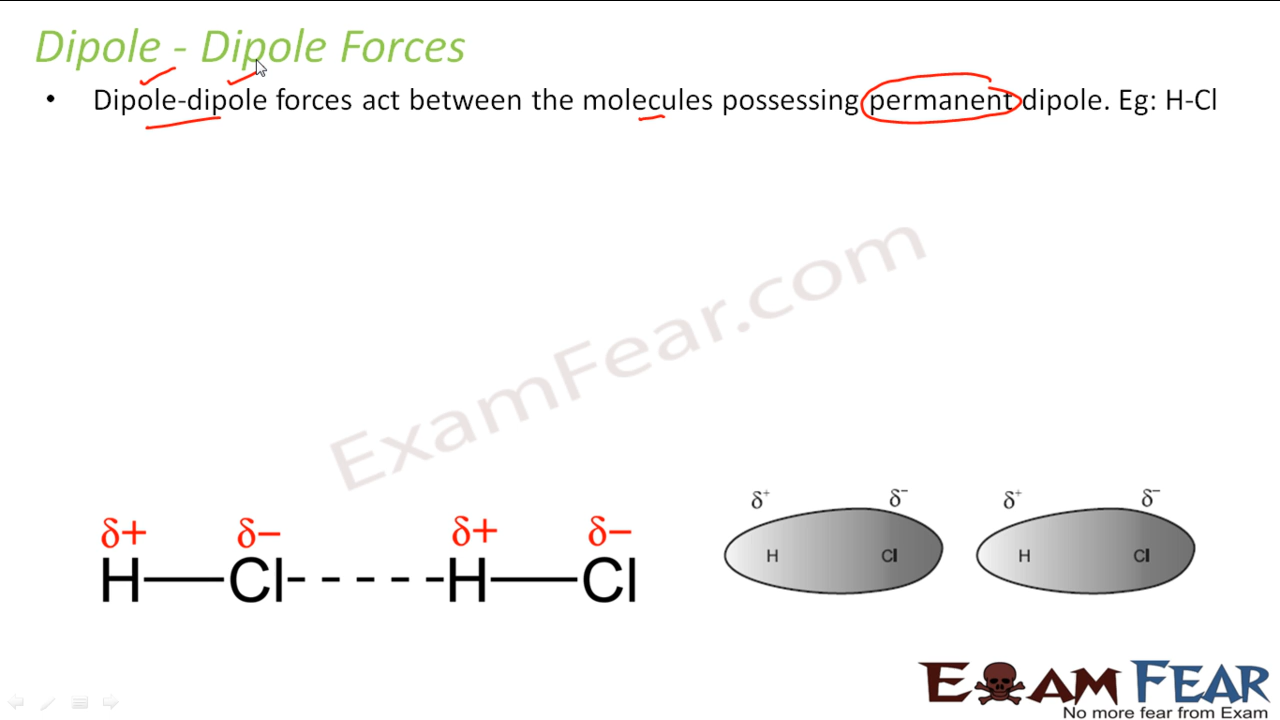 Dipole - Dipole Forces
• Dipole-dipole forces act between the molecules possessing permanent dipole. Eg: H-Cl
ExamFear.com
δ+ δ− δ+ δ−
H Cl H Cl
δ+ δ− δ+ δ−
H Cl H Cl
EXAM FEAR
No more fear from Exam